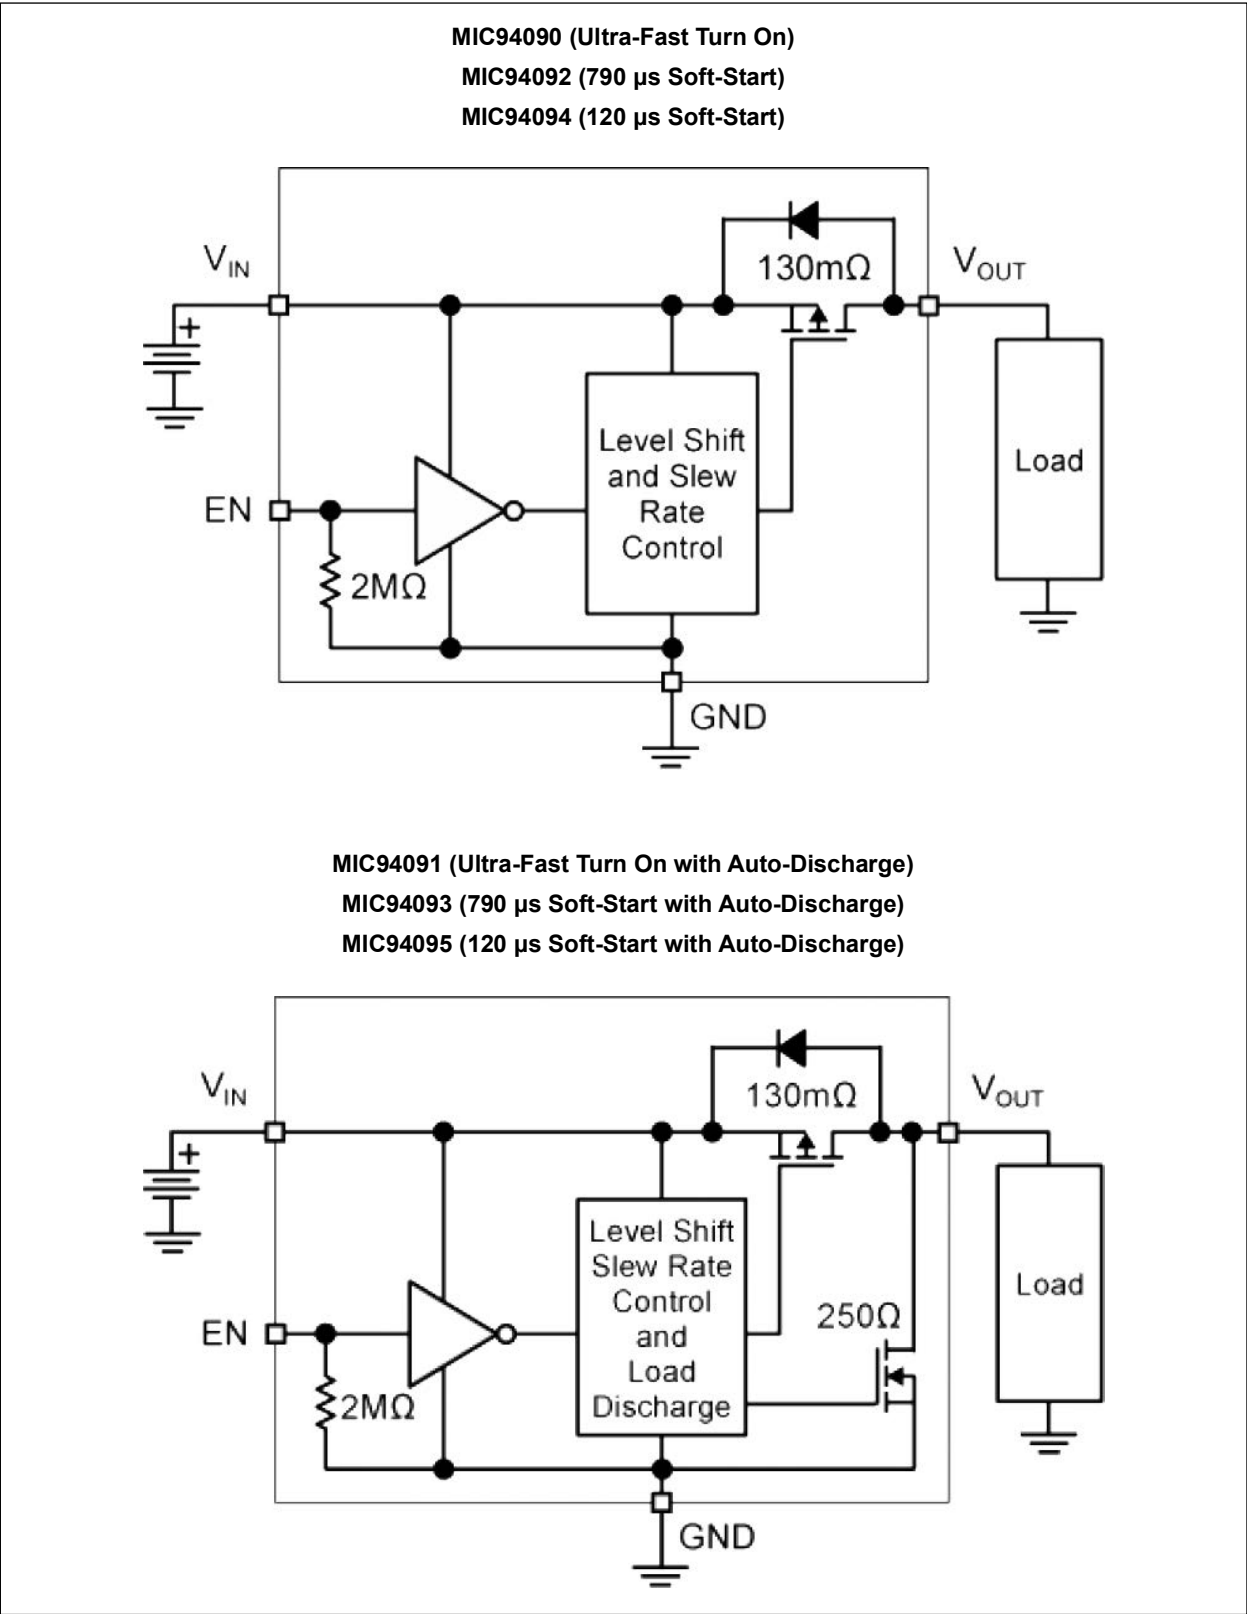 MIC94090 (Ultra-Fast Turn On)
MIC94092 (790 µs Soft-Start)
MIC94094 (120 µs Soft-Start)
VIN
130mΩ
VOUT
+
Level Shift
and Slew
Rate
Control
Load
EN
2MΩ
GND
MIC94091 (Ultra-Fast Turn On with Auto-Discharge)
MIC94093 (790 µs Soft-Start with Auto-Discharge)
MIC94095 (120 µs Soft-Start with Auto-Discharge)
VIN
130mΩ
VOUT
+
Level Shift
Slew Rate
Control
and
Load
Discharge
Load
250Ω
EN
2MΩ
GND